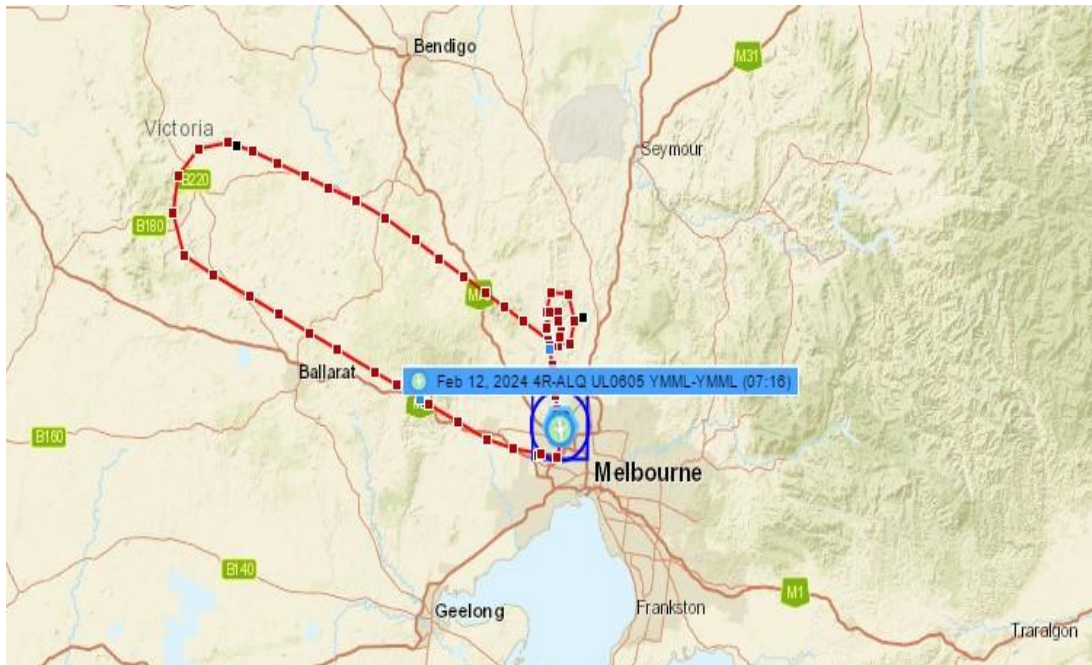 Bendigo
M31
Victoria
Seymour
B220
B180
Ballarat
Feb 12, 2024 4R-ALQ UL0605 YMML-YMML (07:16)
B160
Melbourne
B140
M1
Geelong
Frankston
Traralgon